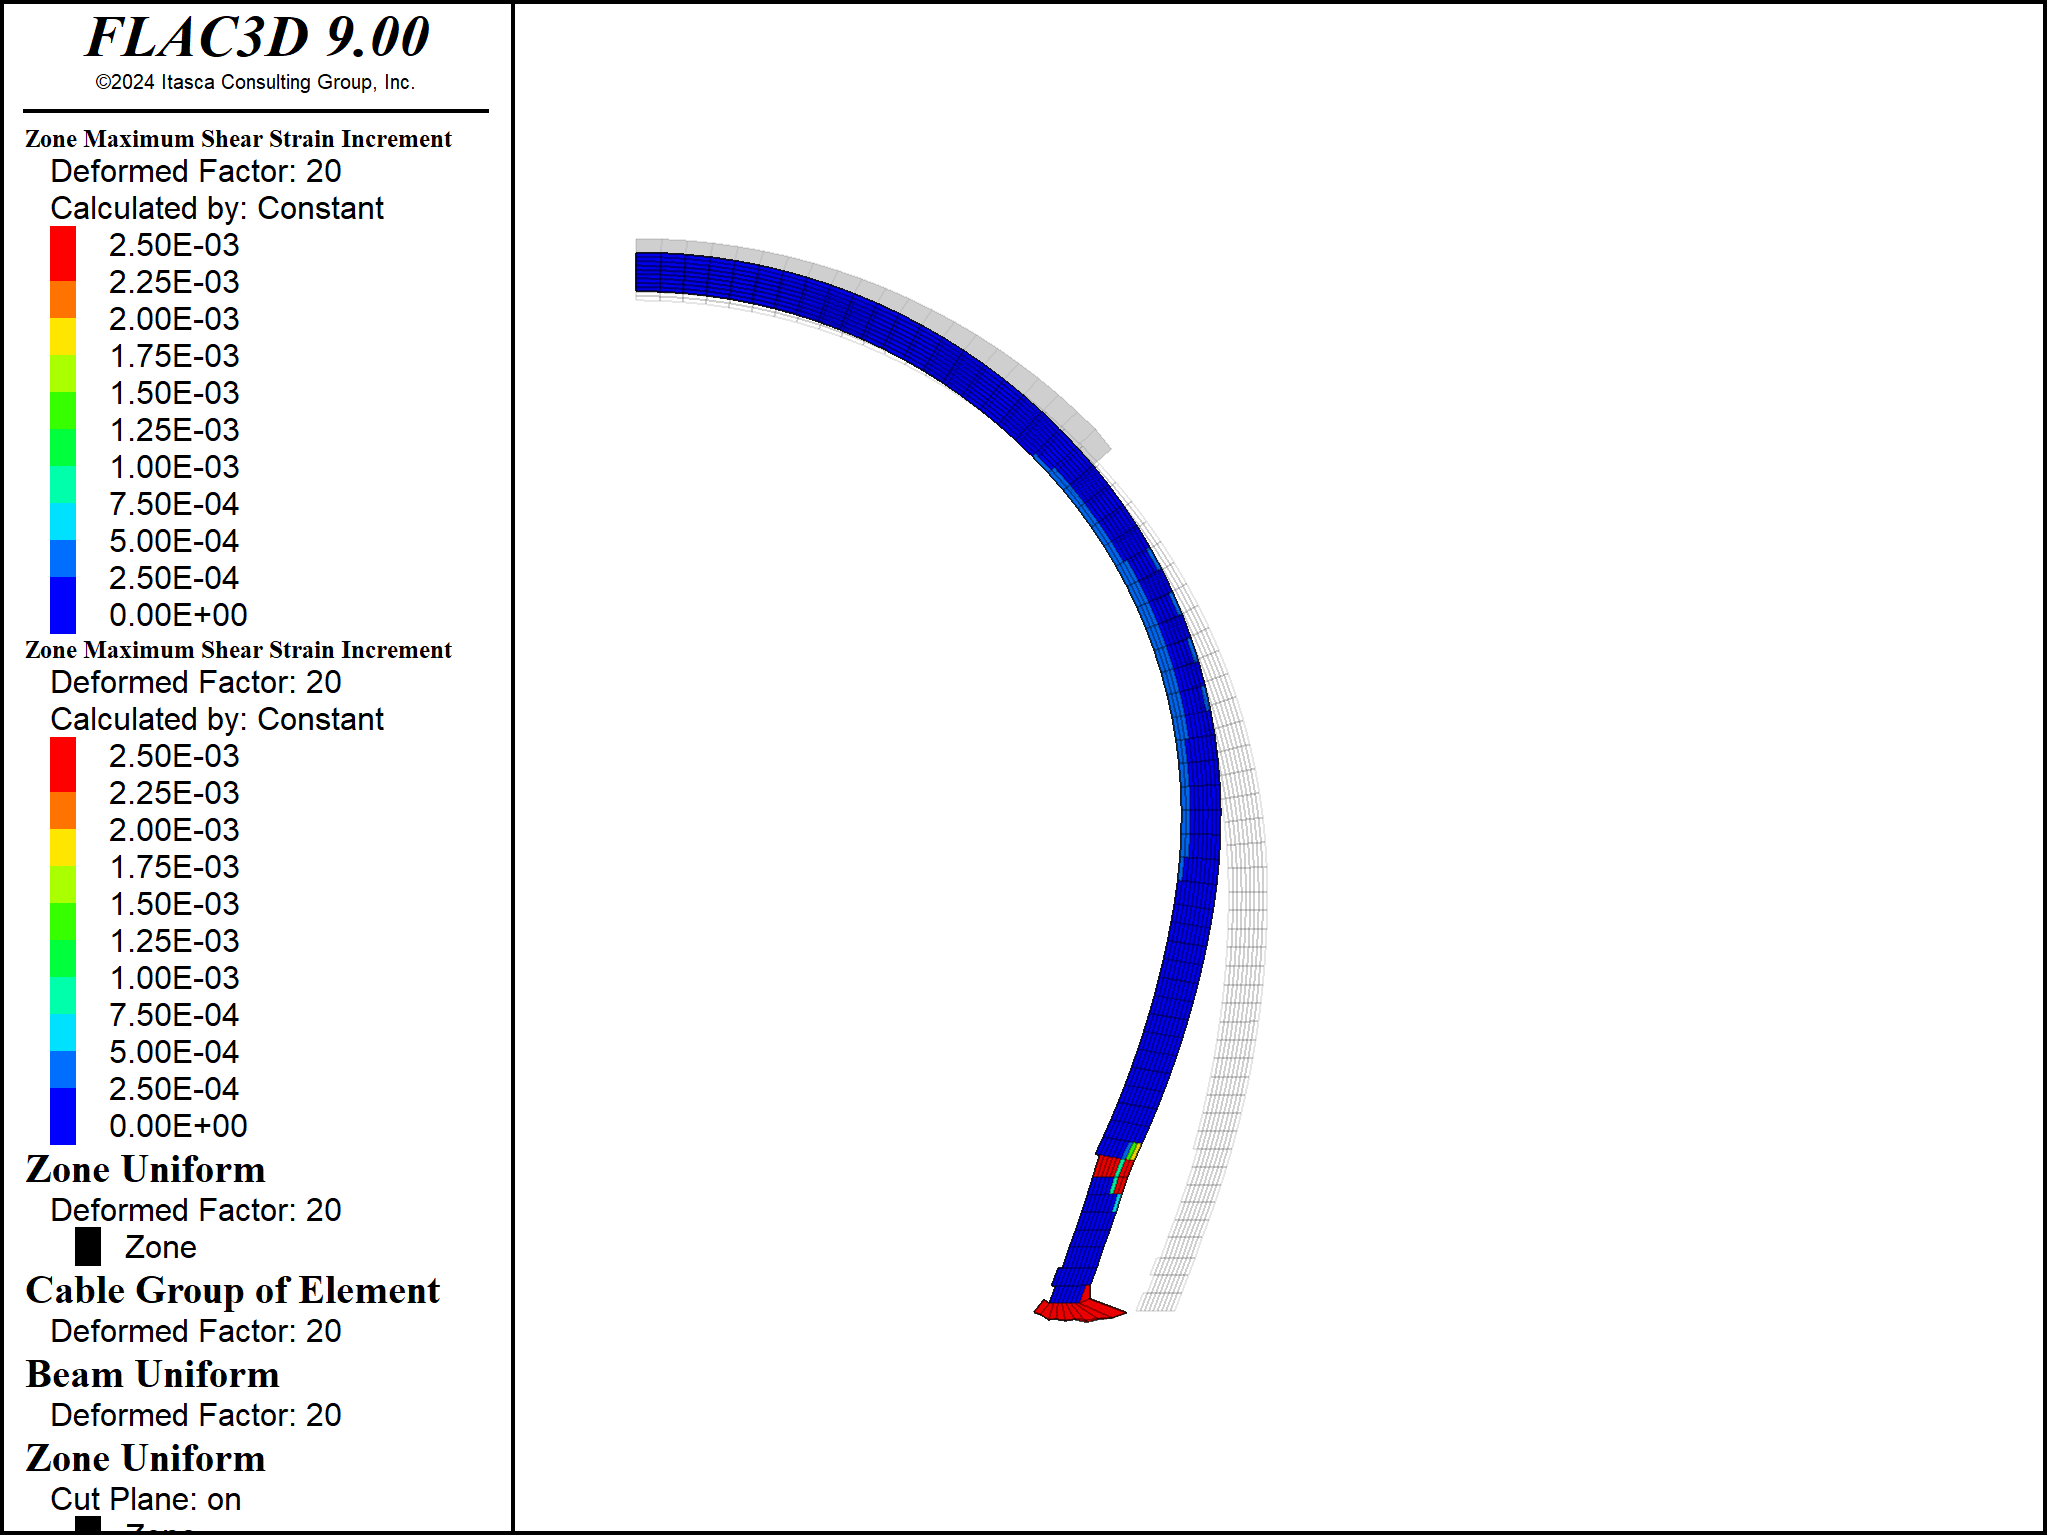 FLAC3D 9.00
©2024 Itasca Consulting Group, Inc.
Zone Maximum Shear Strain Increment
Deformed Factor: 20
Calculated by: Constant
2.50E-03
2.25E-03
2.00E-03
1.75E-03
1.50E-03
1.25E-03
1.00E-03
7.50E-04
5.00E-04
2.50E-04
0.00E+00
Zone Maximum Shear Strain Increment
Deformed Factor: 20
Calculated by: Constant
2.50E-03
2.25E-03
2.00E-03
1.75E-03
1.50E-03
1.25E-03
1.00E-03
7.50E-04
5.00E-04
2.50E-04
0.00E+00
Zone Uniform
Deformed Factor: 20
Zone
Cable Group of Element
Deformed Factor: 20
Beam Uniform
Deformed Factor: 20
Zone Uniform
Cut Plane: on